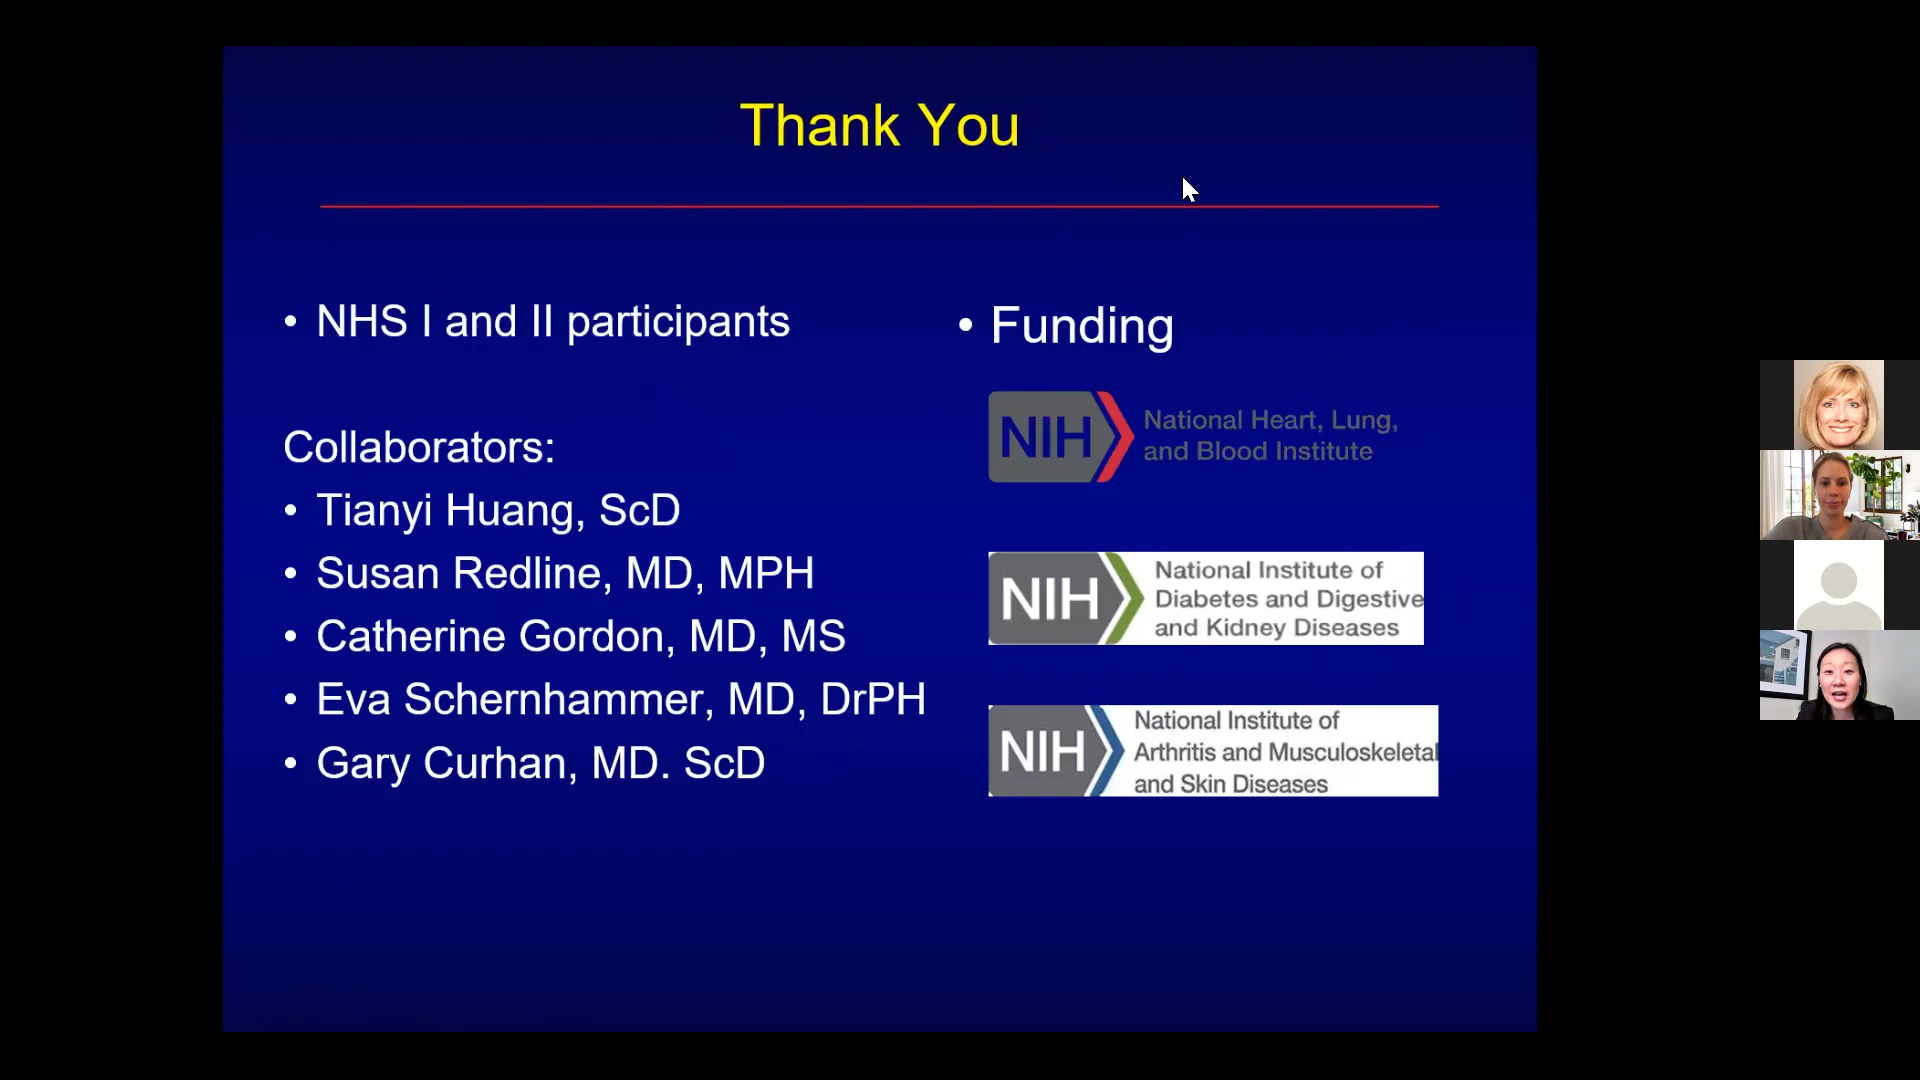 Thank You
• NHS I and II participants
Collaborators:
• Tianyi Huang, ScD
• Susan Redline, MD, MPH
• Catherine Gordon, MD, MS
• Eva Schernhammer, MD, DrPH
• Gary Curhan, MD. ScD
• Funding
NIH National Heart, Lung,
and Blood Institute
NIH National Institute of
Diabetes and Digestive
and Kidney Diseases
NIH National Institute of
Arthritis and Musculoskeletal
and Skin Diseases